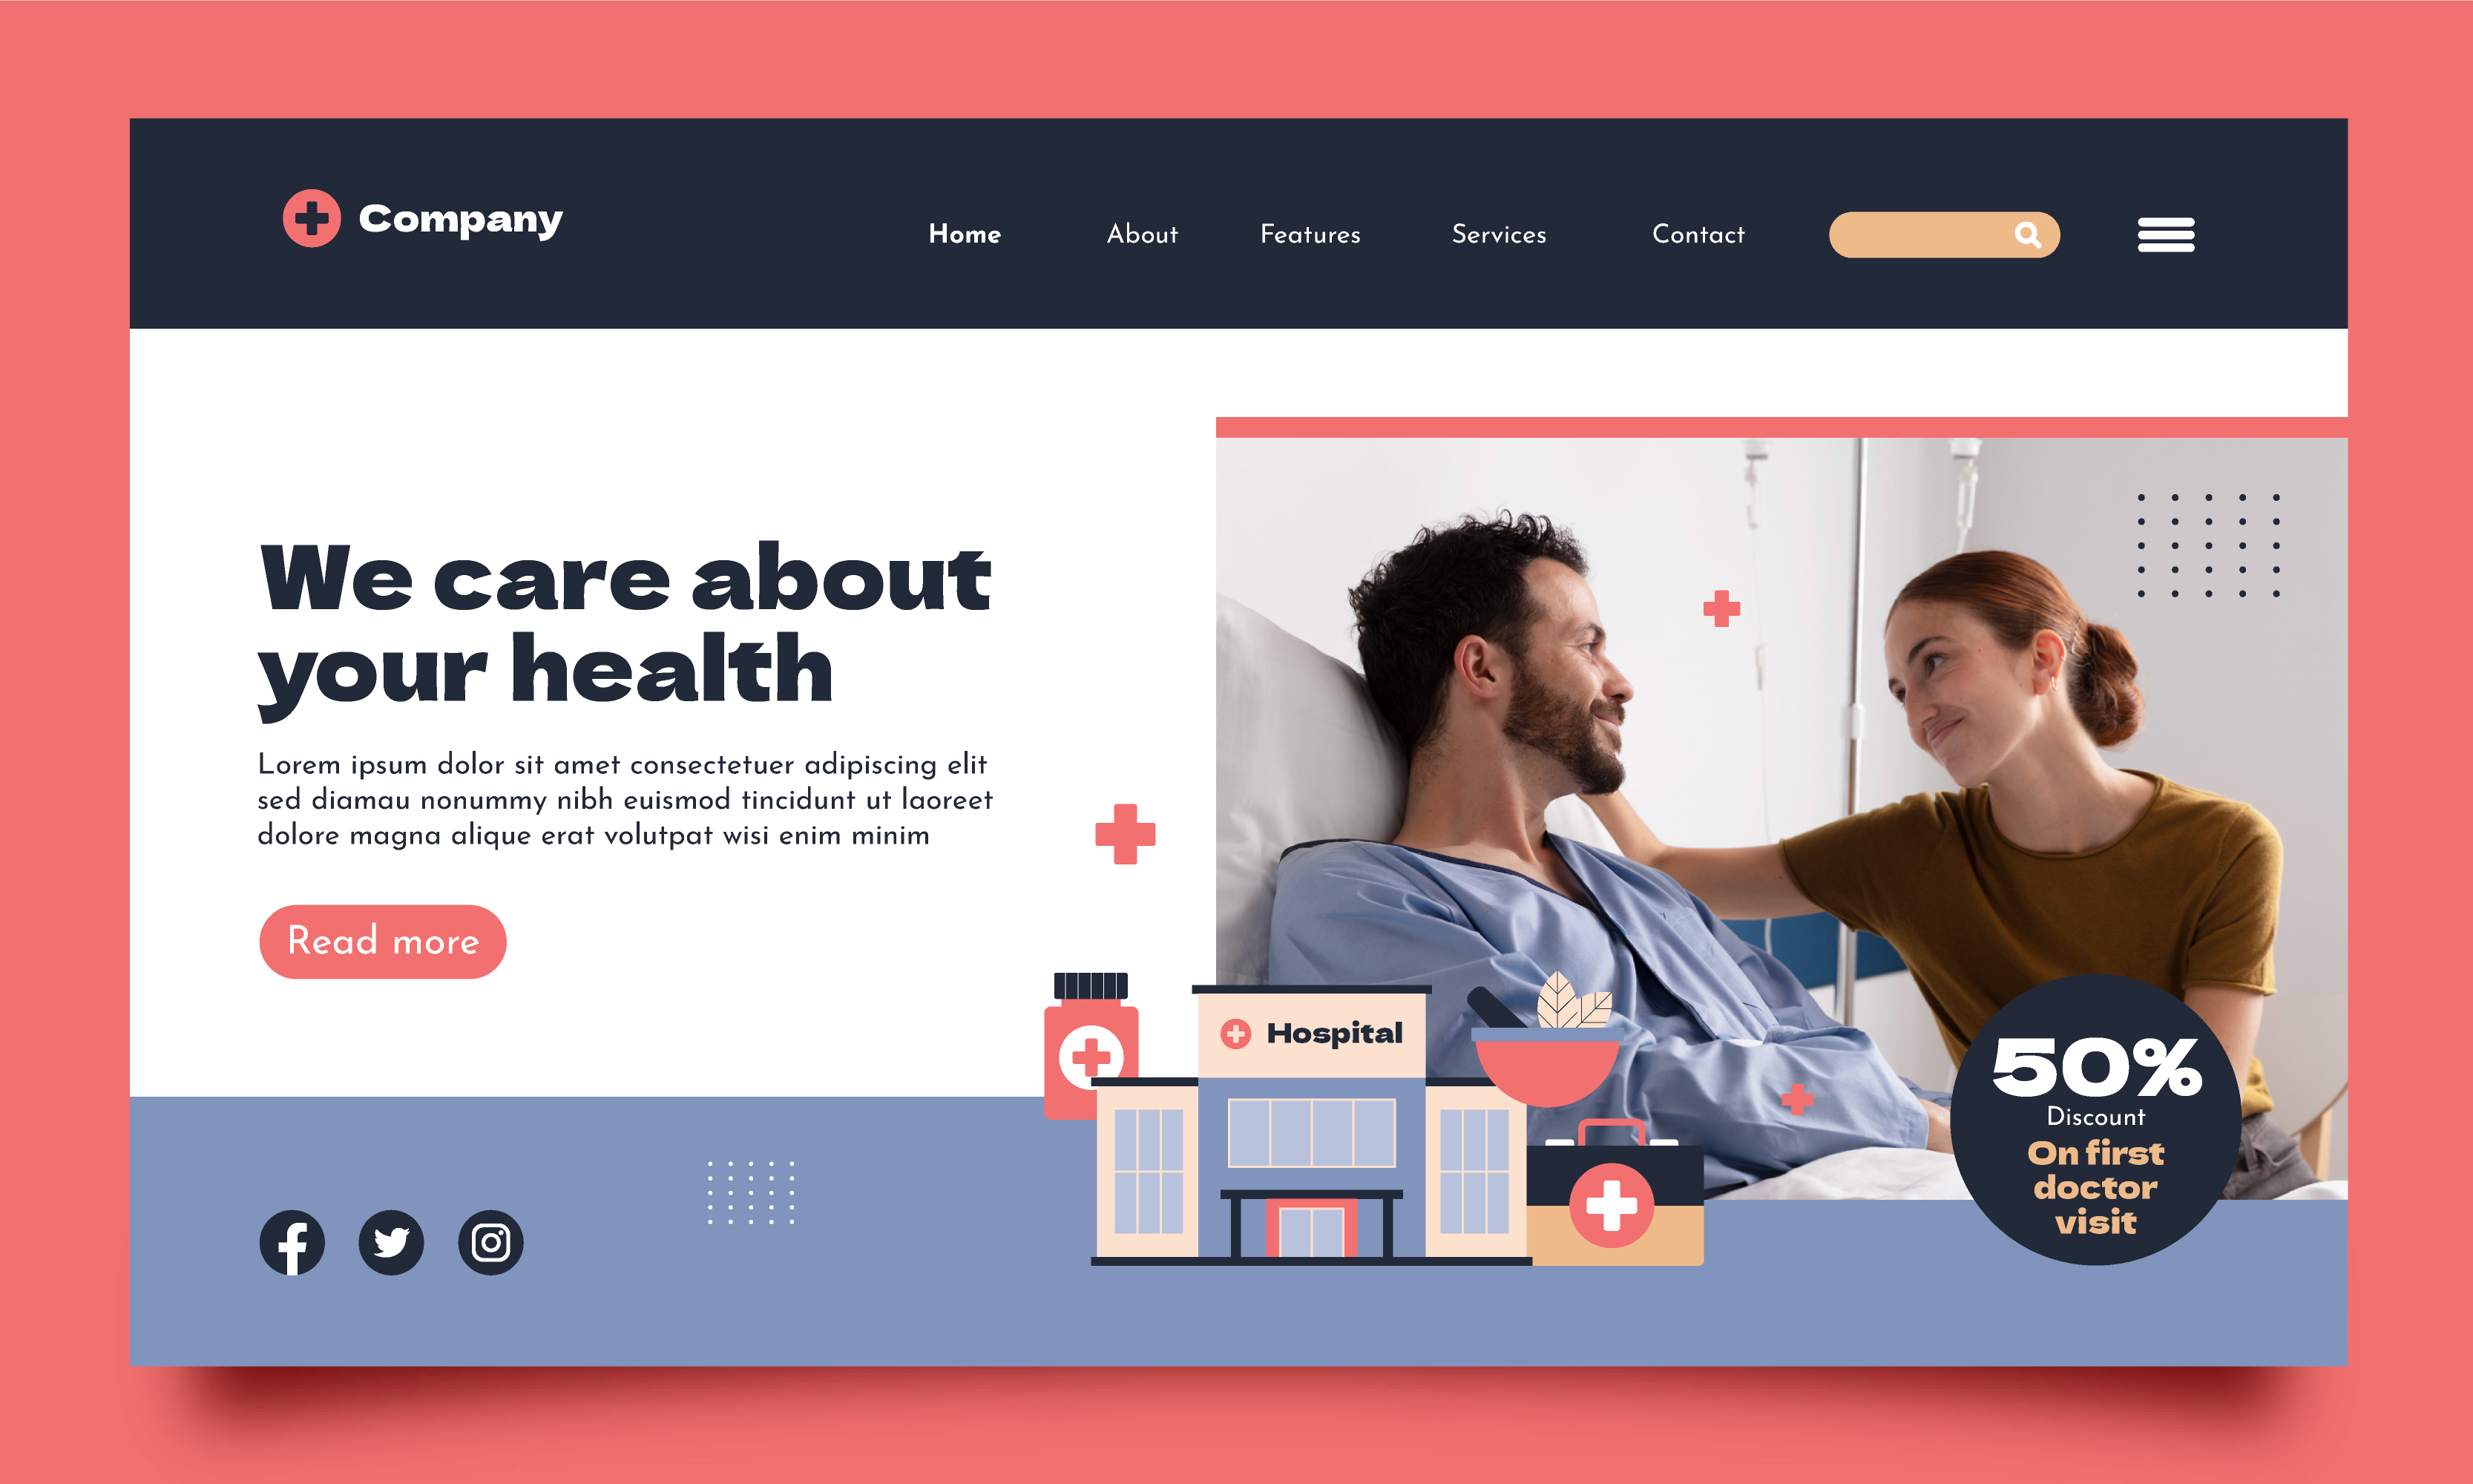 Company
Home About Features Services Contact
We care about
your health
Lorem ipsum dolor sit amet consectetuer adipiscing elit
sed diamau nonummy nibh euismod tincidunt ut laoreet
dolore magna alique erat volutpat wisi enim minim
Read more
Hospital
50%
Discount
On first
doctor
visit